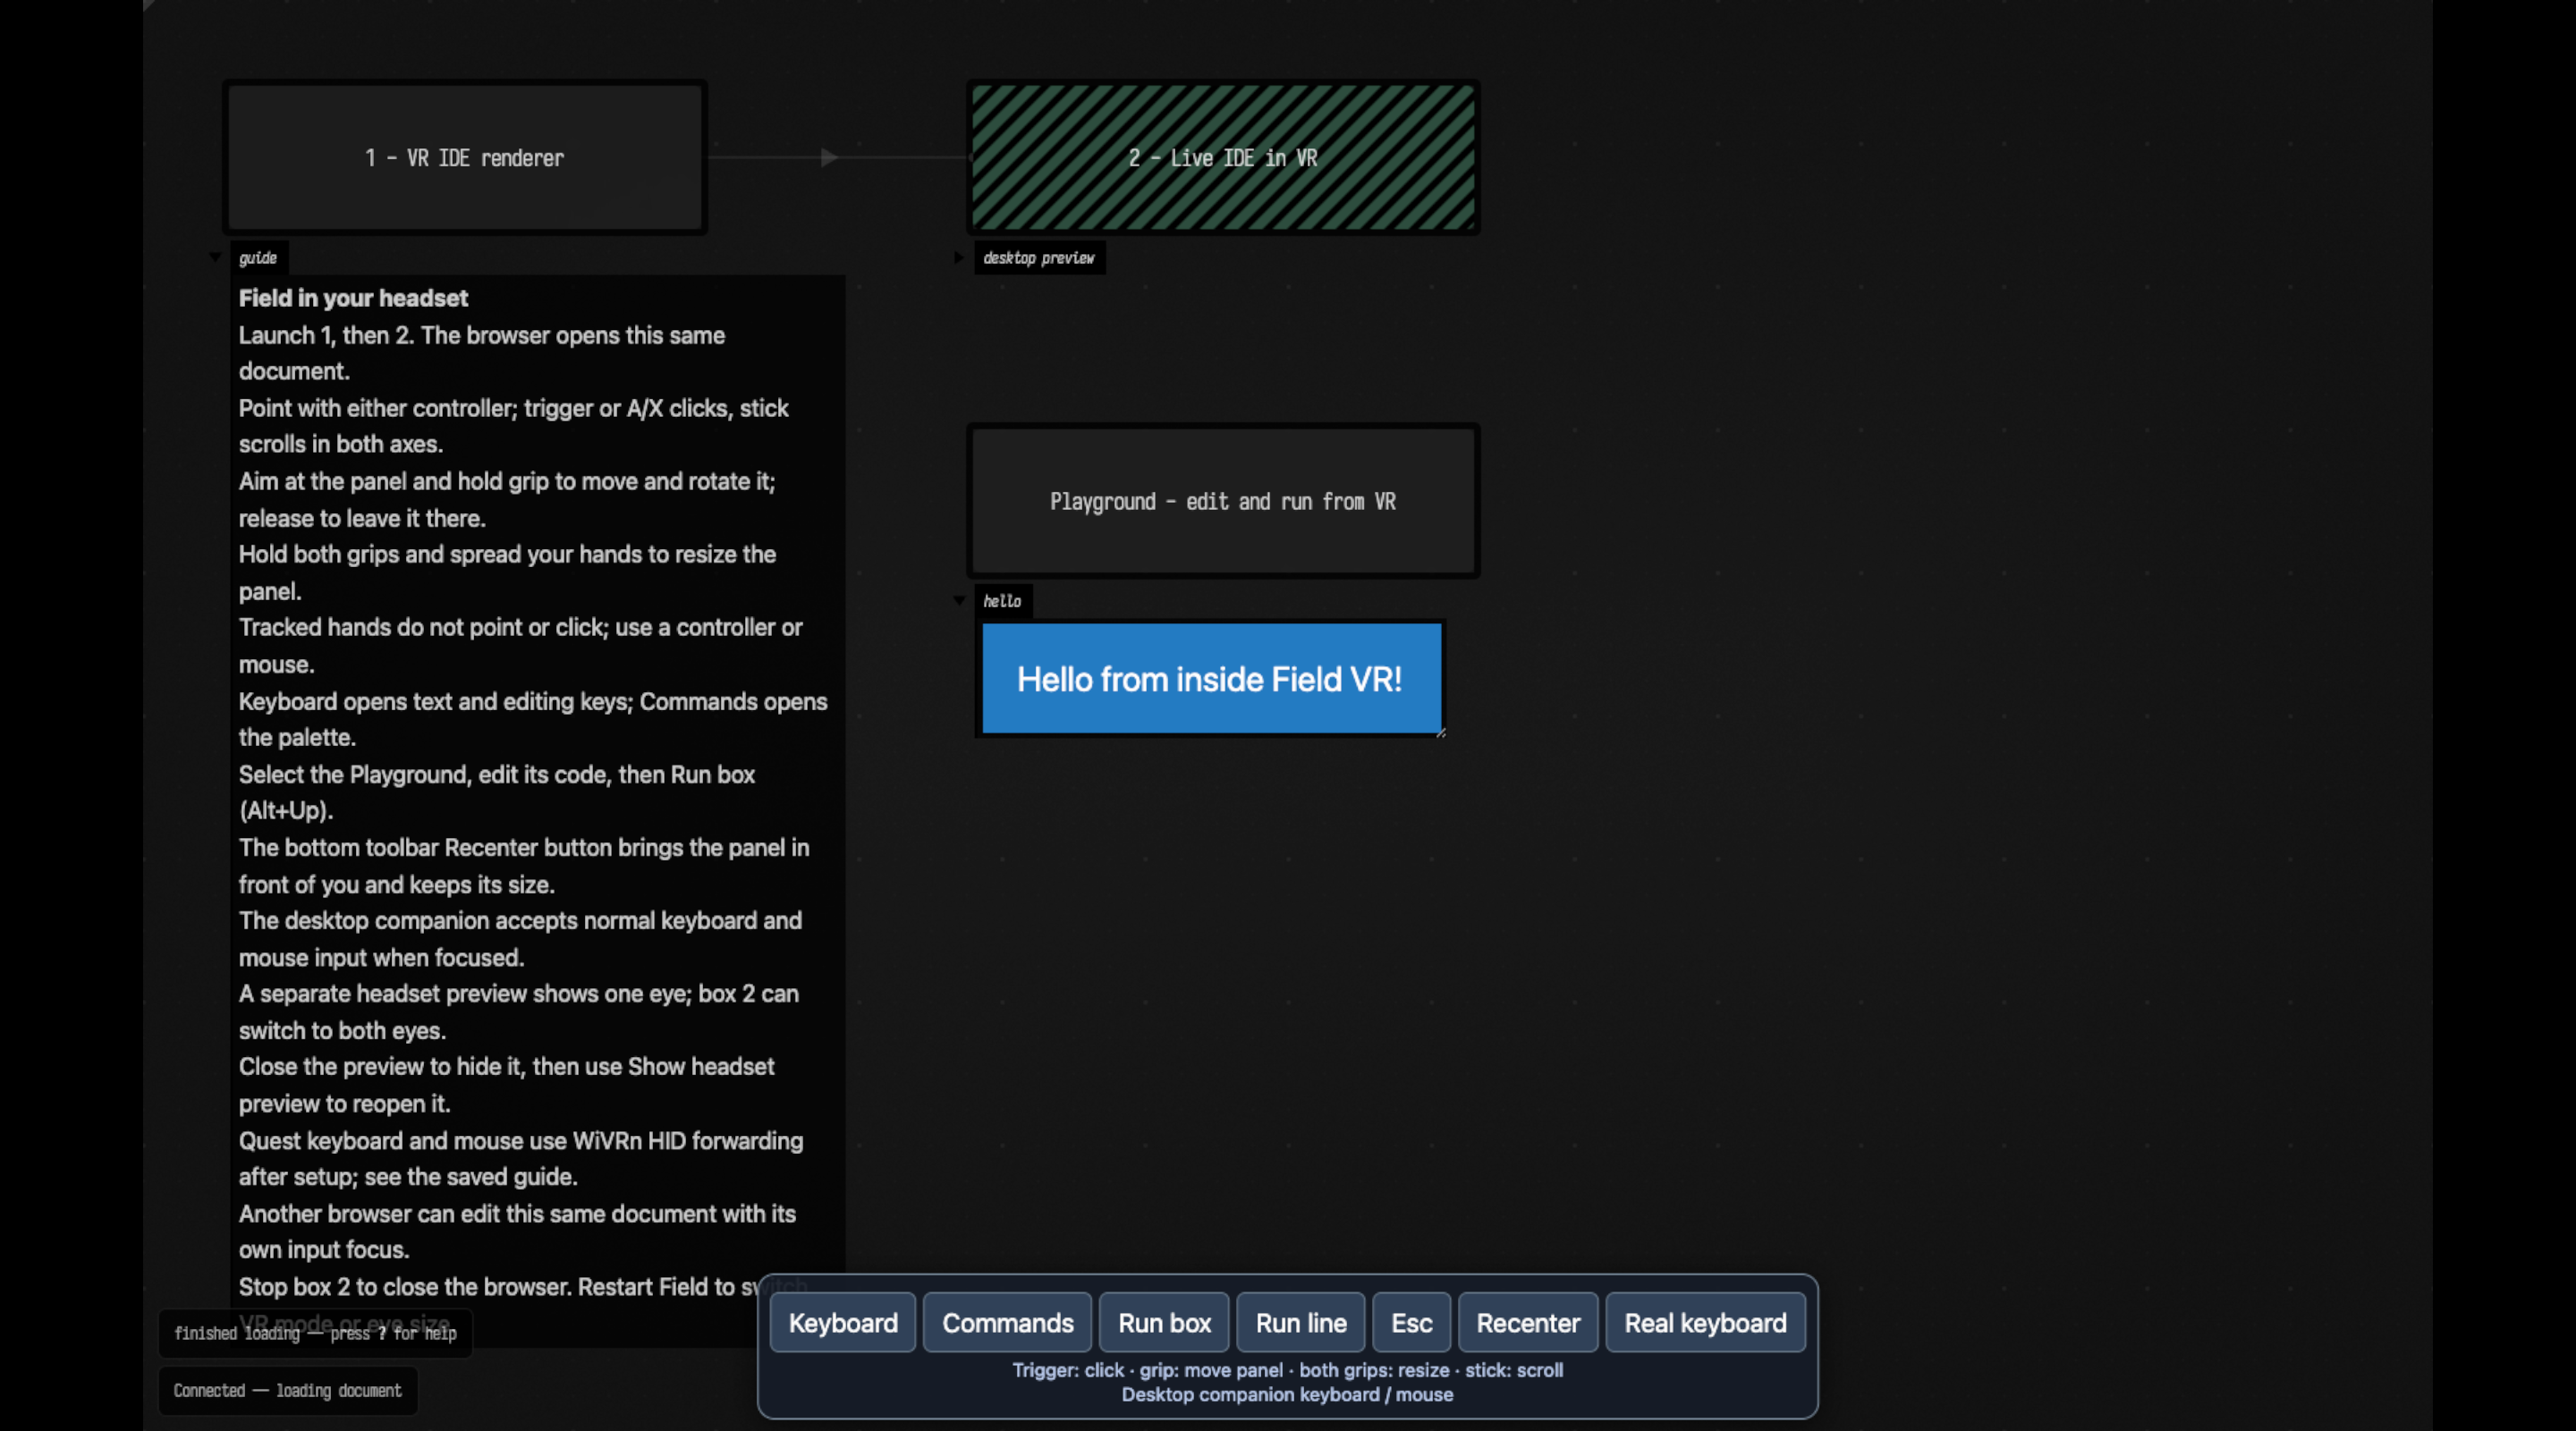 1 - VR IDE renderer
2 - Live IDE in VR
guide
desktop preview
Field in your headset
Launch 1, then 2. The browser opens this same
document.
Point with either controller; trigger or A/X clicks, stick
scrolls in both axes.
Aim at the panel and hold grip to move and rotate it;
release to leave it there.
Hold both grips and spread your hands to resize the
panel.
Tracked hands do not point or click; use a controller or
mouse.
Keyboard opens text and editing keys; Commands opens
the palette.
Select the Playground, edit its code, then Run box
(Alt+Up).
The bottom toolbar Recenter button brings the panel in
front of you and keeps its size.
The desktop companion accepts normal keyboard and
mouse input when focused.
A separate headset preview shows one eye; box 2 can
switch to both eyes.
Close the preview to hide it, then use Show headset
preview to reopen it.
Quest keyboard and mouse use WiVRn HID forwarding
after setup; see the saved guide.
Another browser can edit this same document with its
own input focus.
Stop box 2 to close the browser. Restart Field to switch
VR mode or eye size.
Playground - edit and run from VR
hello
Hello from inside Field VR!
finished loading — press ? for help
Connected — loading document
Keyboard Commands Run box Run line Esc Recenter Real keyboard
Trigger: click · grip: move panel · both grips: resize · stick: scroll
Desktop companion keyboard / mouse